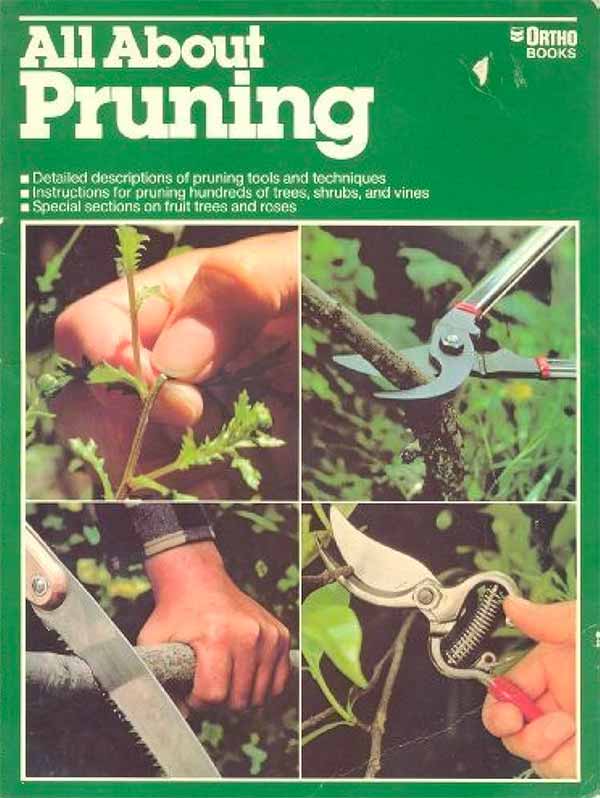 All About
Pruning
ORTHO
BOOKS
■ Detailed descriptions of pruning tools and techniques
■ Instructions for pruning hundreds of trees, shrubs, and vines
■ Special sections on fruit trees and roses